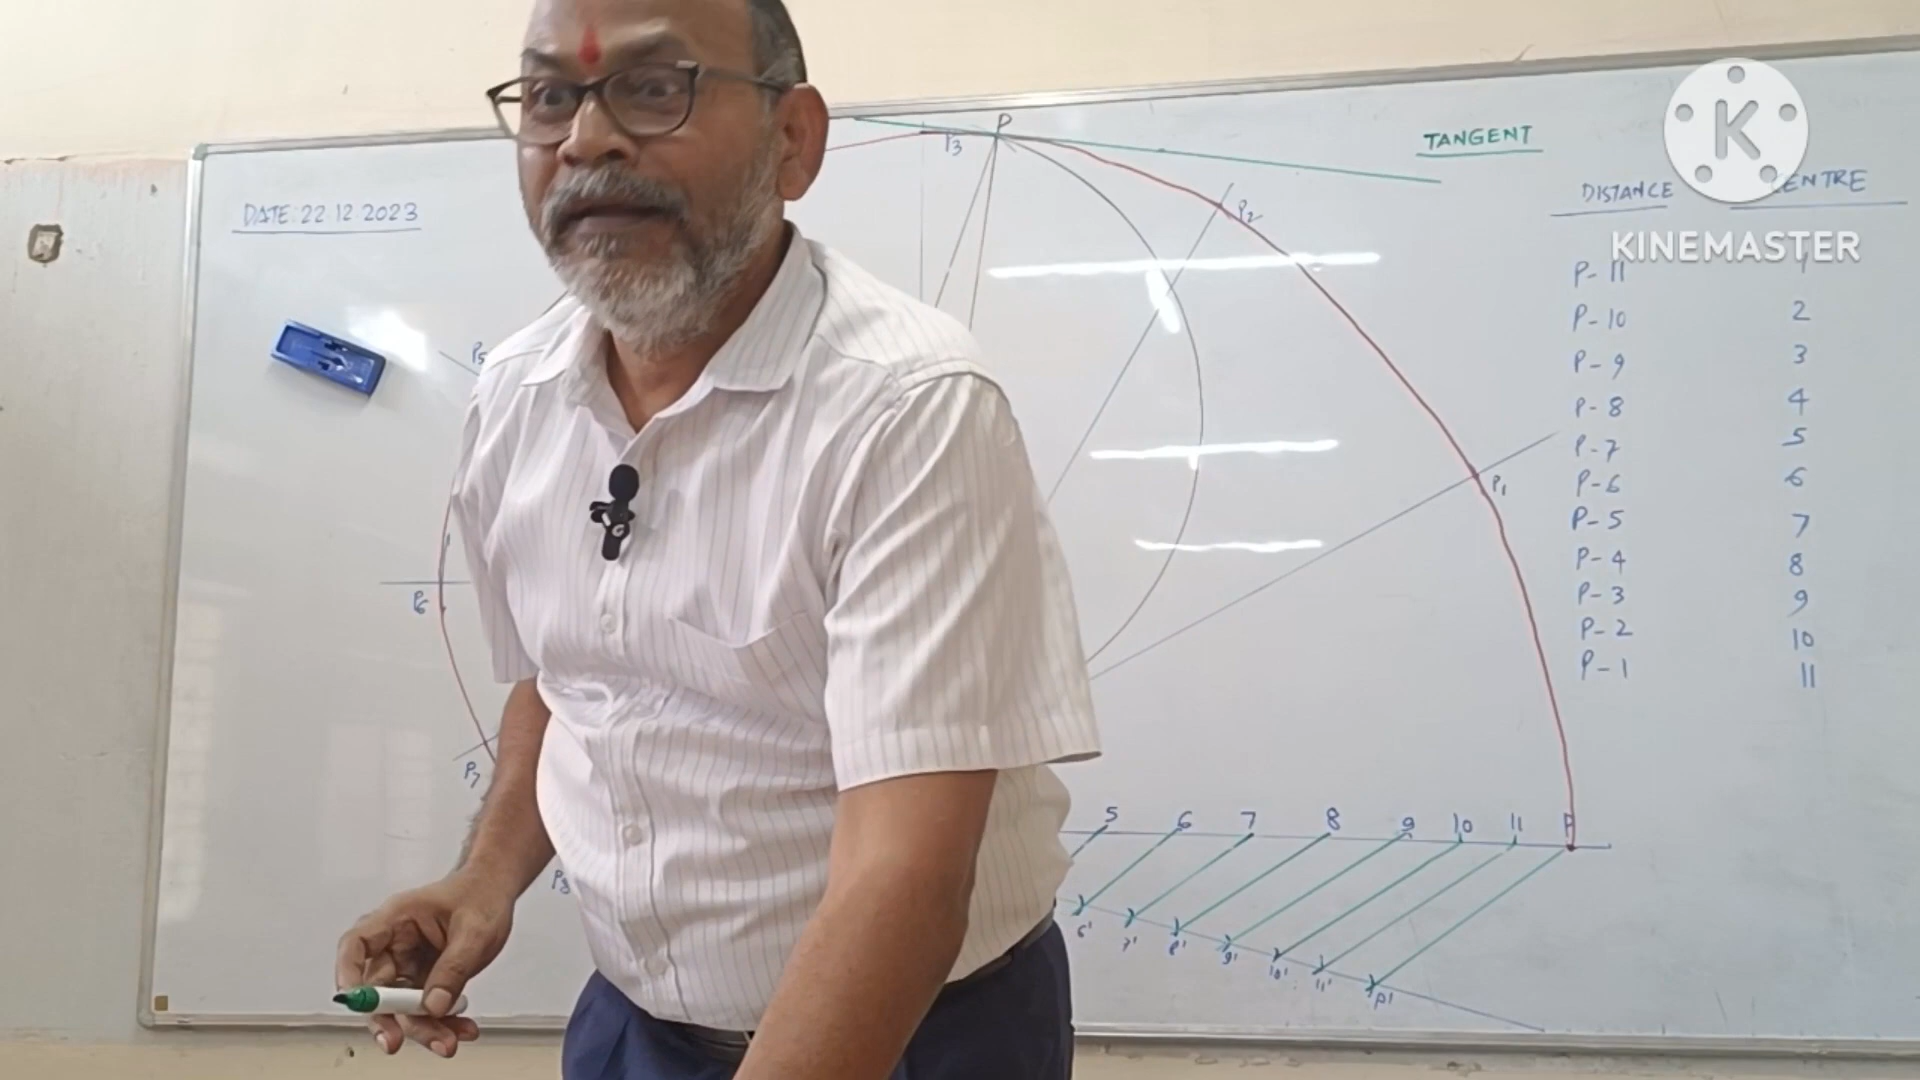 DATE: 22.12.2023
TANGENT
K
KINEMASTER
DISTANCE
P-11
P-10 2
P-9 3
P-8 4
P-7 5
P-6 6
P-5 7
P-4 8
P-3 9
P-2 10
P-1 11
P
P3
P2
P5
P1
P6
P7
P8
5 6 7 8 9 10 11 P
6' 7' 8' 9' 10' 11' P'